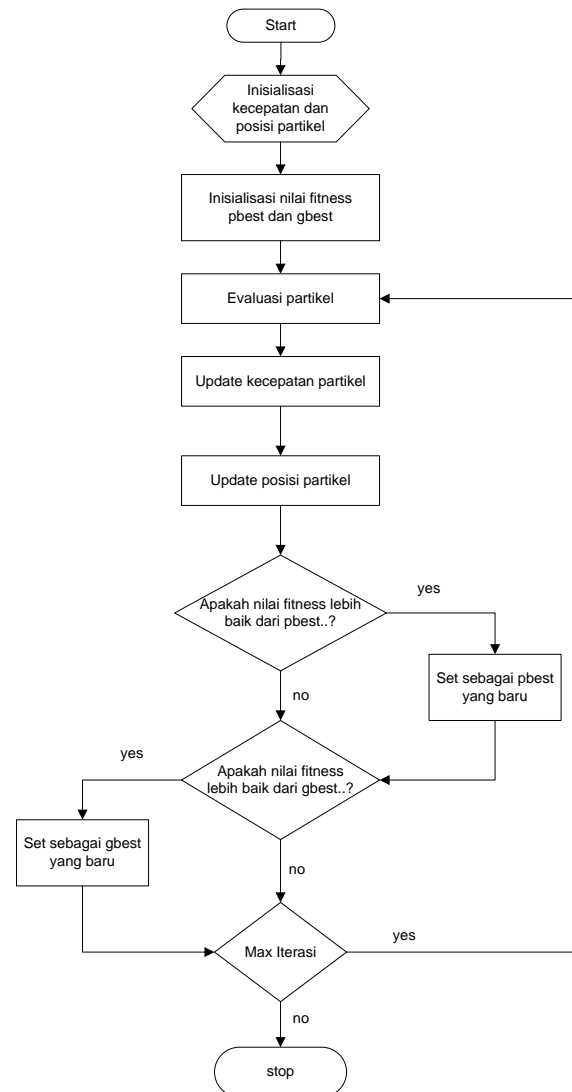 Start
Inisialisasi
kecepatan dan
posisi partikel
Inisialisasi nilai fitness
pbest dan gbest
Evaluasi partikel
Update kecepatan partikel
Update posisi partikel
Apakah nilai fitness lebih
baik dari pbest..?
yes
Set sebagai pbest
yang baru
no
Apakah nilai fitness
lebih baik dari gbest..?
yes
Set sebagai gbest
yang baru
no
Max Iterasi
yes
no
stop